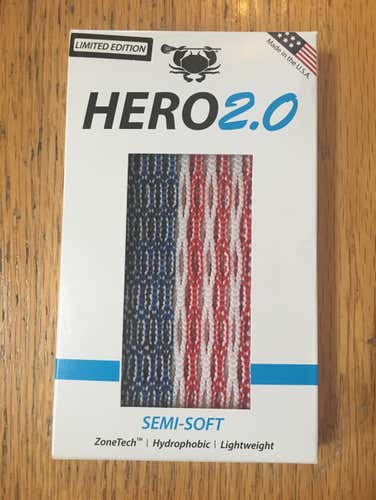 LIMITED EDITION
Made in the U.S.A.
HERO2.0
SEMI-SOFT
ZoneTech™ | Hydrophobic | Lightweight